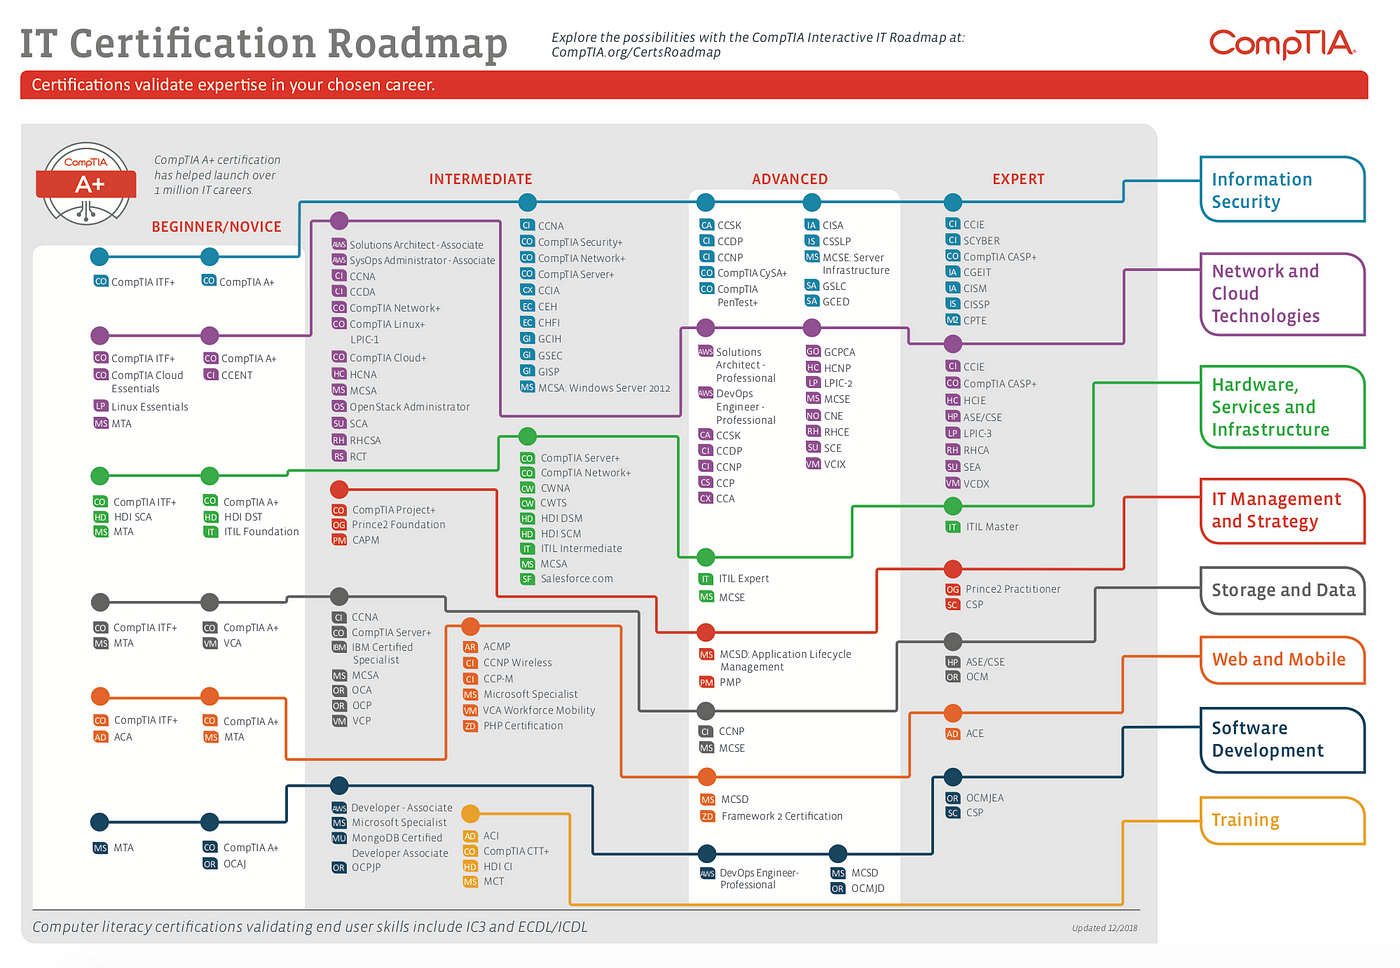 IT Certification Roadmap
Explore the possibilities with the CompTIA Interactive IT Roadmap at:
CompTIA.org/CertsRoadmap
CompTIA.
Certifications validate expertise in your chosen career.
CompTIA
A+
CompTIA A+ certification
has helped launch over
1 million IT careers.
BEGINNER/NOVICE
INTERMEDIATE
ADVANCED
EXPERT
Information
Security
CO CompTIA ITF+
CO CompTIA A+
CI CCNA
CO CompTIA Security+
CO CompTIA Network+
CO CompTIA Server+
CX CCIA
EC CEH
EC CHFI
GI GCIH
GI GSEC
GI GISP
MS MCSA: Windows Server 2012
CA CCSK
CI CCDP
CI CCNP
CO CompTIA CySA+
CO CompTIA
PenTest+
IA CISA
IS CSSLP
MS MCSE: Server
Infrastructure
SA GSLC
SA GCED
CI CCIE
CI SCYBER
CO CompTIA CASP+
IA CGEIT
IA CISM
IS CISSP
M2 CPTE
Network and
Cloud
Technologies
CO CompTIA ITF+
CO CompTIA Cloud
Essentials
LP Linux Essentials
MS MTA
CO CompTIA A+
CI CCENT
AWS Solutions Architect - Associate
AWS SysOps Administrator - Associate
CI CCNA
CI CCDA
CO CompTIA Network+
CO CompTIA Linux+
LPIC-1
CO CompTIA Cloud+
HC HCNA
MS MCSA
OS OpenStack Administrator
SU SCA
RH RHCSA
RS RCT
AWS Solutions
Architect -
Professional
AWS DevOps
Engineer -
Professional
CA CCSK
CI CCDP
CI CCNP
CS CCP
CX CCA
GO GCPCA
HC HCNP
LP LPIC-2
MS MCSE
NO CNE
RH RHCE
SU SCE
VM VCIX
CI CCIE
CO CompTIA CASP+
HC HCIE
HP ASE/CSE
LP LPIC-3
RH RHCA
SU SEA
VM VCDX
Hardware,
Services and
Infrastructure
CO CompTIA ITF+
HD HDI SCA
MS MTA
CO CompTIA A+
HD HDI DST
IT ITIL Foundation
CO CompTIA Server+
CO CompTIA Network+
CW CWNA
CW CWTS
HD HDI DSM
HD HDI SCM
IT ITIL Intermediate
MS MCSA
SF Salesforce.com
IT ITIL Expert
MS MCSE
IT ITIL Master
IT Management
and Strategy
CO CompTIA Project+
OG Prince2 Foundation
PM CAPM
MS MCSD: Application Lifecycle
Management
PM PMP
OG Prince2 Practitioner
SC CSP
Storage and Data
CO CompTIA ITF+
MS MTA
CO CompTIA A+
VM VCA
CI CCNA
CO CompTIA Server+
IBM IBM Certified
Specialist
MS MCSA
OR OCA
OR OCP
VM VCP
CI CCNP
MS MCSE
HP ASE/CSE
OR OCM
Web and Mobile
CO CompTIA ITF+
AD ACA
CO CompTIA A+
MS MTA
AR ACMP
CI CCNP Wireless
CI CCP-M
MS Microsoft Specialist
VM VCA Workforce Mobility
ZD PHP Certification
MS MCSD
ZD Framework 2 Certification
AD ACE
Software
Development
MS MTA
CO CompTIA A+
OR OCAJ
AWS Developer - Associate
MS Microsoft Specialist
MU MongoDB Certified
Developer Associate
OR OCPJP
AWS DevOps Engineer-
Professional
MS MCSD
OR OCMJD
OR OCMJEA
SC CSP
Training
AD ACI
CO CompTIA CTT+
HD HDI CI
MS MCT
Computer literacy certifications validating end user skills include IC3 and ECDL/ICDL
Updated 12/2018